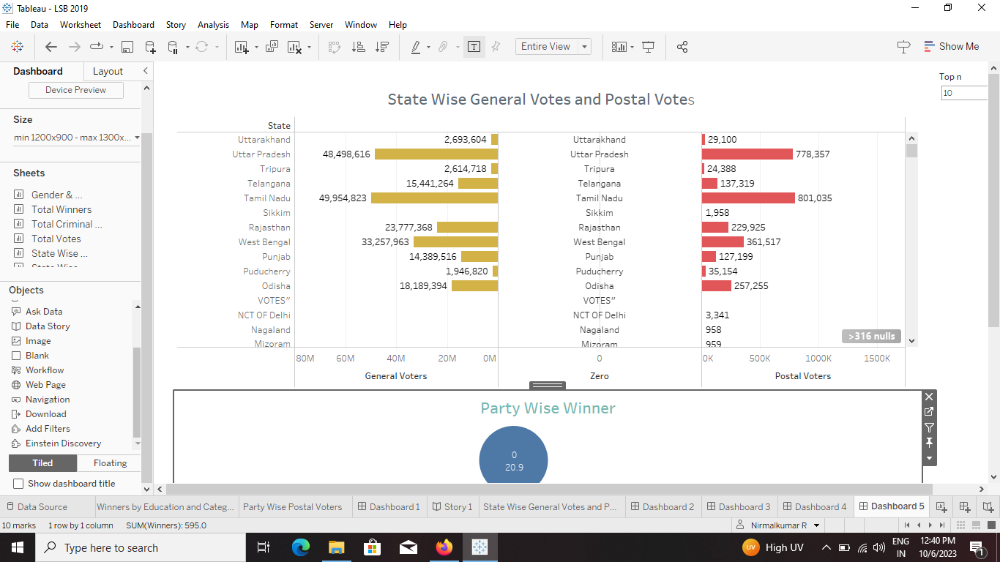 Tableau - LSB 2019
File Data Worksheet Dashboard Story Analysis Map Format Server Window Help
Entire View
Show Me
Dashboard Layout
Device Preview
Size
min 1200x900 - max 1300x...
Sheets
Gender & ...
Total Winners
Total Criminal ...
Total Votes
State Wise ...
Objects
Ask Data
Data Story
Image
Blank
Workflow
Web Page
Navigation
Download
Add Filters
Einstein Discovery
Tiled Floating
Show dashboard title
Top n
10
State Wise General Votes and Postal Votes
State
Uttarakhand 2,693,604 Uttarakhand 29,100
Uttar Pradesh 48,498,616 Uttar Pradesh 778,357
Tripura 2,614,718 Tripura 24,388
Telangana 15,441,264 Telangana 137,319
Tamil Nadu 49,954,823 Tamil Nadu 801,035
Sikkim Sikkim 1,958
Rajasthan 23,777,368 Rajasthan 229,925
West Bengal 33,257,963 West Bengal 361,517
Punjab 14,389,516 Punjab 127,199
Puducherry 1,946,820 Puducherry 35,154
Odisha 18,189,394 Odisha 257,255
VOTES" VOTES"
NCT OF Delhi NCT OF Delhi 3,341
Nagaland Nagaland 958
Mizoram Mizoram 959
>316 nulls
80M 60M 40M 20M 0M 0 0K 500K 1000K 1500K
General Voters Zero Postal Voters
Party Wise Winner
0
20.9
Data Source Winners by Education and Categ... Party Wise Postal Voters Dashboard 1 Story 1 State Wise General Votes and P... Dashboard 2 Dashboard 3 Dashboard 4 Dashboard 5
10 marks 1 row by 1 column SUM(Winners): 595.0 Nirmalkumar R
Type here to search
UV High UV
ENG
IN
12:40 PM
10/6/2023
1